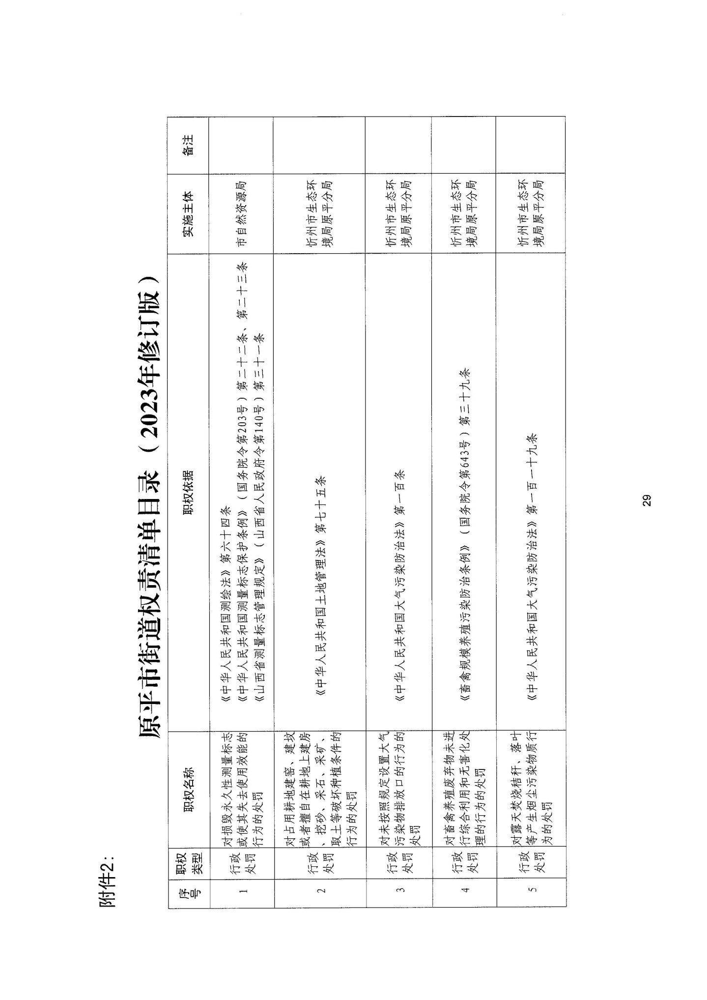 附件2：
原平市街道权责清单目录（2023年修订版）
序
号
职权
类型
职权名称
职权依据
实施主体
备注
1
行政
处罚
对损毁永久性测量标志
或使其失去使用效能的
行为的处罚
《中华人民共和国测绘法》第六十四条
《中华人民共和国测量标志保护条例》（国务院令第203号）第二十二条、第二十三条
《山西省测量标志管理规定》（山西省人民政府令第140号）第三十一条
市自然资源局
2
行政
处罚
对占用耕地建窑、建坟
或者擅自在耕地上建房
、挖砂、采石、采矿、
取土等破坏种植条件的
行为的处罚
《中华人民共和国土地管理法》第七十五条
忻州市生态环
境局原平分局
3
行政
处罚
对未按照规定设置大气
污染物排放口的行为的
处罚
《中华人民共和国大气污染防治法》第一百条
忻州市生态环
境局原平分局
4
行政
处罚
对畜禽养殖废弃物未进
行综合利用和无害化处
理的行为的处罚
《畜禽规模养殖污染防治条例》（国务院令第643号）第三十九条
忻州市生态环
境局原平分局
5
行政
处罚
对露天焚烧秸秆、落叶
等产生烟尘污染物质行
为的处罚
《中华人民共和国大气污染防治法》第一百一十九条
忻州市生态环
境局原平分局
29